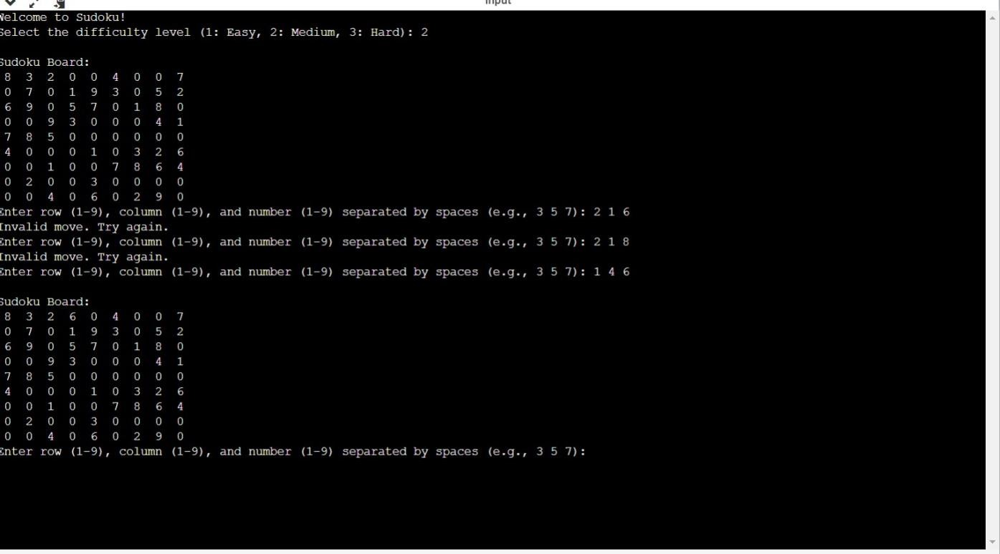 input
Welcome to Sudoku!
Select the difficulty level (1: Easy, 2: Medium, 3: Hard): 2
Sudoku Board:
8 3 2 0 0 4 0 0 7
0 7 0 1 9 3 0 5 2
6 9 0 5 7 0 1 8 0
0 0 9 3 0 0 0 4 1
7 8 5 0 0 0 0 0 0
4 0 0 0 1 0 3 2 6
0 0 1 0 0 7 8 6 4
0 2 0 0 3 0 0 0 0
0 0 4 0 6 0 2 9 0
Enter row (1-9), column (1-9), and number (1-9) separated by spaces (e.g., 3 5 7): 2 1 6
Invalid move. Try again.
Enter row (1-9), column (1-9), and number (1-9) separated by spaces (e.g., 3 5 7): 2 1 8
Invalid move. Try again.
Enter row (1-9), column (1-9), and number (1-9) separated by spaces (e.g., 3 5 7): 1 4 6
Sudoku Board:
8 3 2 6 0 4 0 0 7
0 7 0 1 9 3 0 5 2
6 9 0 5 7 0 1 8 0
0 0 9 3 0 0 0 4 1
7 8 5 0 0 0 0 0 0
4 0 0 0 1 0 3 2 6
0 0 1 0 0 7 8 6 4
0 2 0 0 3 0 0 0 0
0 0 4 0 6 0 2 9 0
Enter row (1-9), column (1-9), and number (1-9) separated by spaces (e.g., 3 5 7):